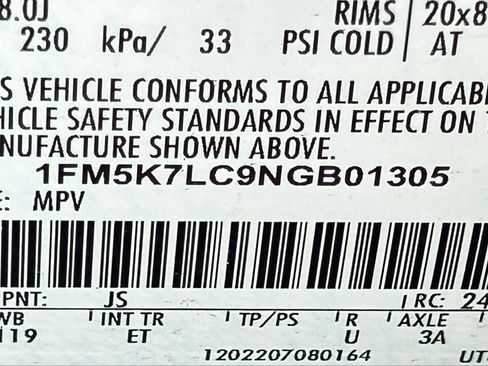 8.0J RIMS 20x8
230 kPa/ 33 PSI COLD AT
S VEHICLE CONFORMS TO ALL APPLICAB
HICLE SAFETY STANDARDS IN EFFECT ON T
NUFACTURE SHOWN ABOVE.
1FM5K7LC9NGB01305
E: MPV
PNT: JS RC: 24
WB INT TR TP/PS R AXLE
119 ET U 3A
1202207080164 UT